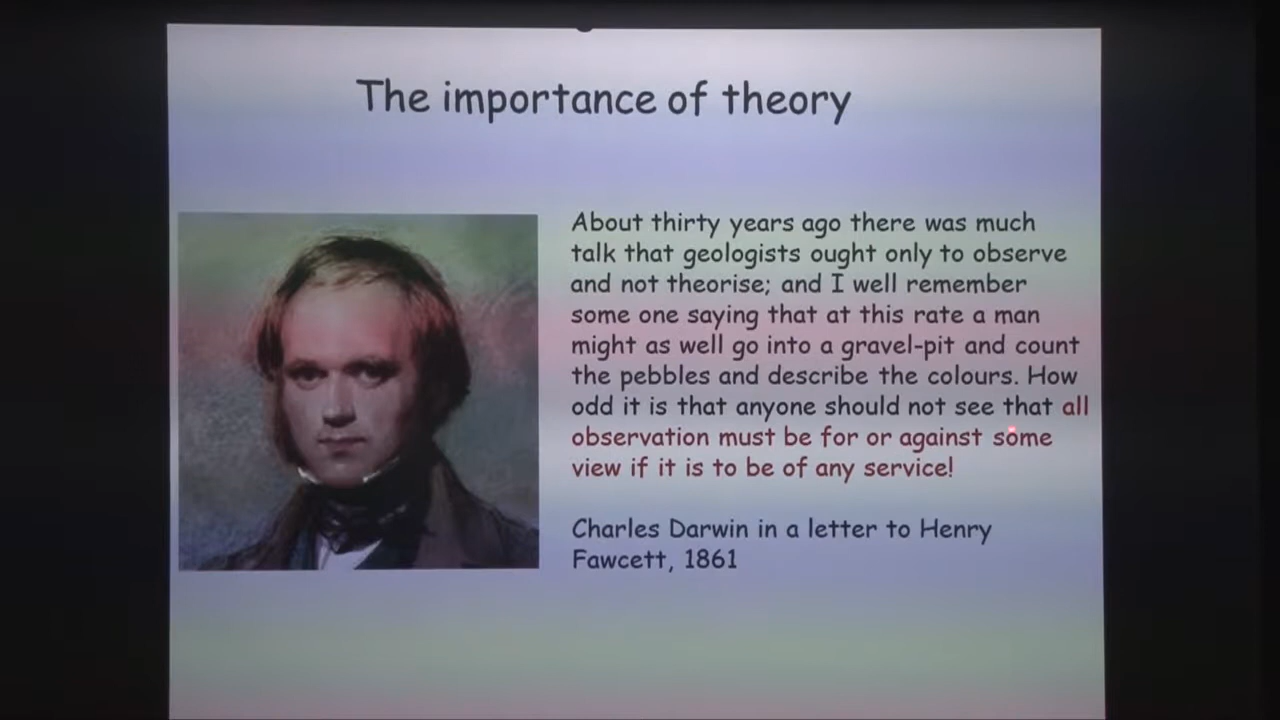 The importance of theory
About thirty years ago there was much
talk that geologists ought only to observe
and not theorise; and I well remember
some one saying that at this rate a man
might as well go into a gravel-pit and count
the pebbles and describe the colours. How
odd it is that anyone should not see that all
observation must be for or against some
view if it is to be of any service!
Charles Darwin in a letter to Henry
Fawcett, 1861